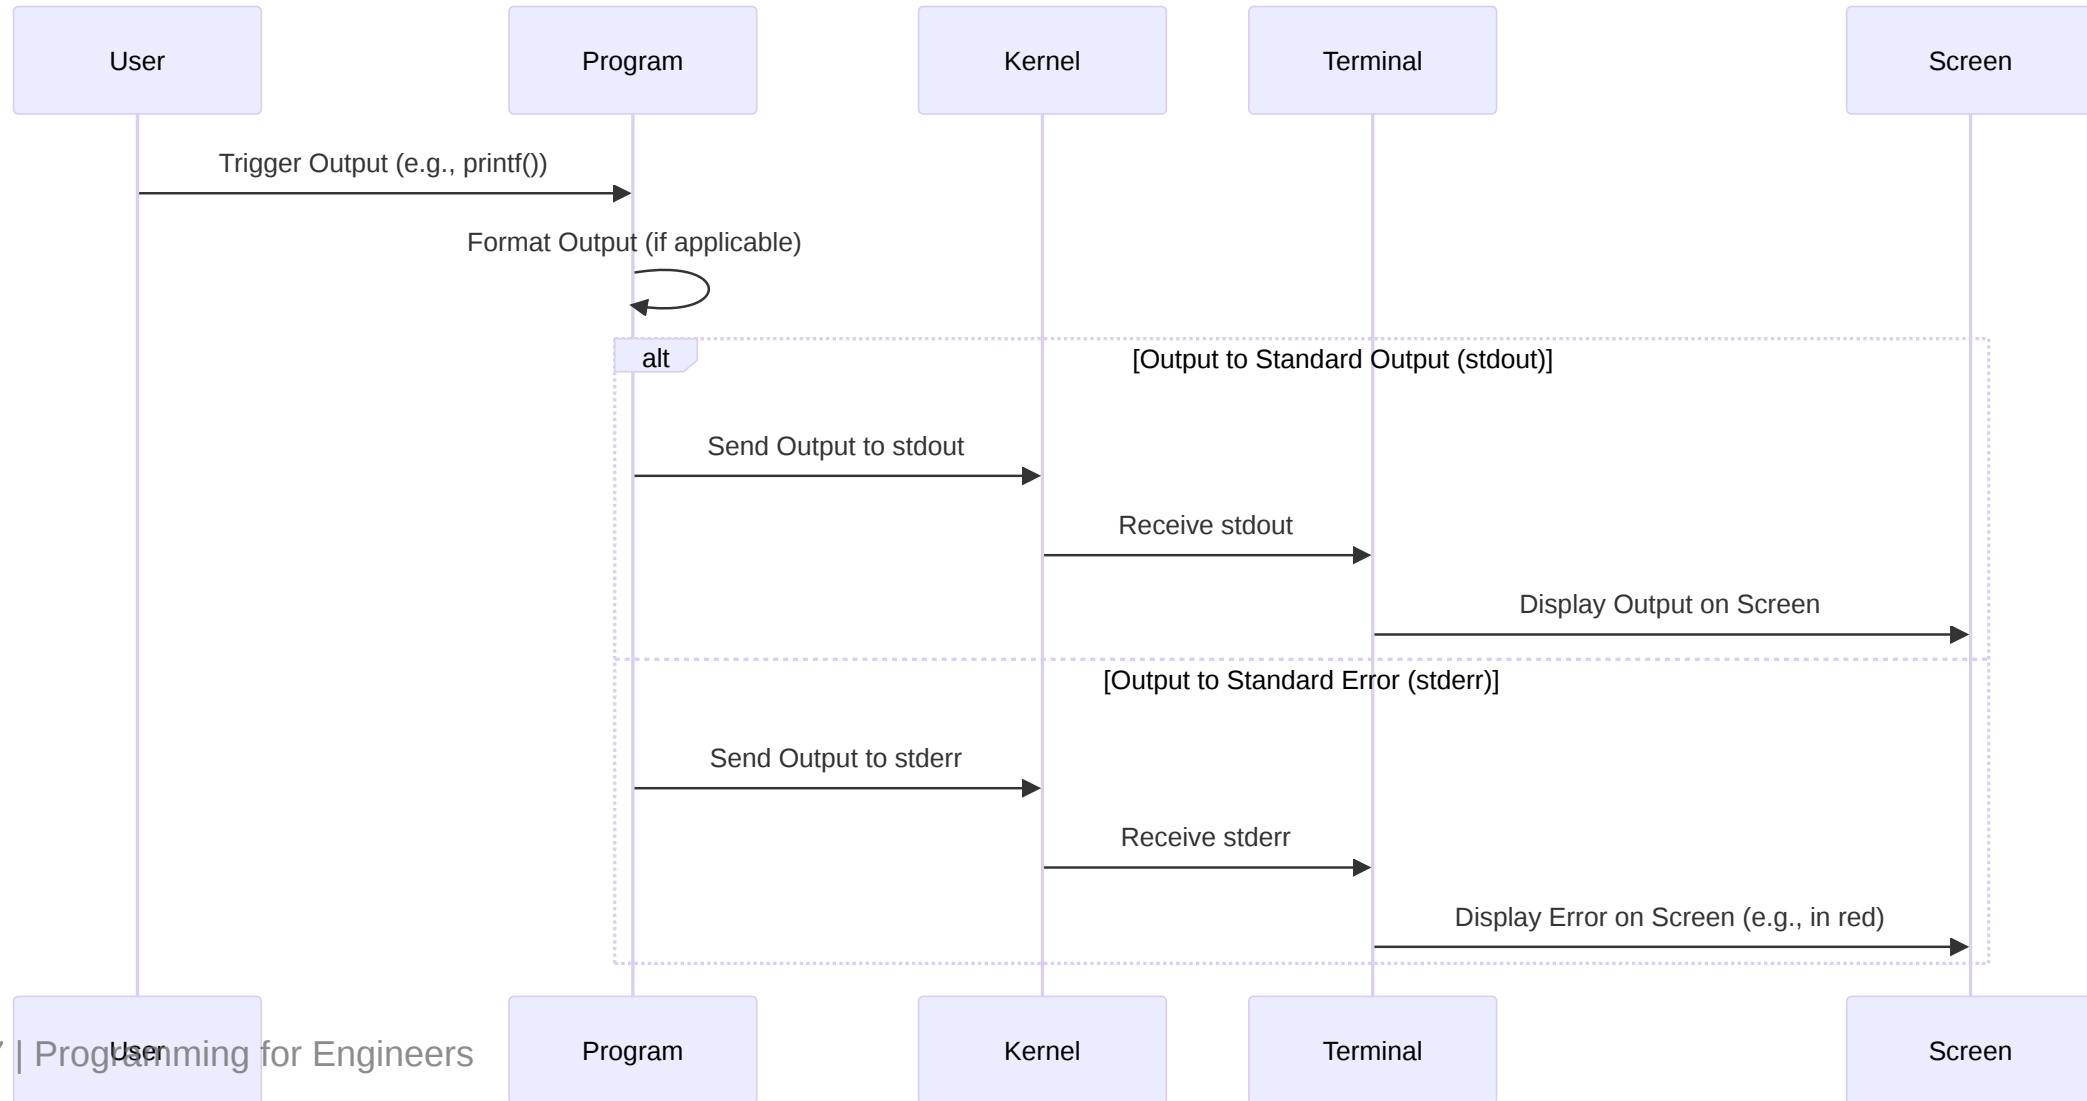 User Program Kernel Terminal Screen
Trigger Output (e.g., printf())
Format Output (if applicable)
alt [Output to Standard Output (stdout)]
Send Output to stdout
Receive stdout
Display Output on Screen
[Output to Standard Error (stderr)]
Send Output to stderr
Receive stderr
Display Error on Screen (e.g., in red)
User Program Kernel Terminal Screen
| Programming for Engineers